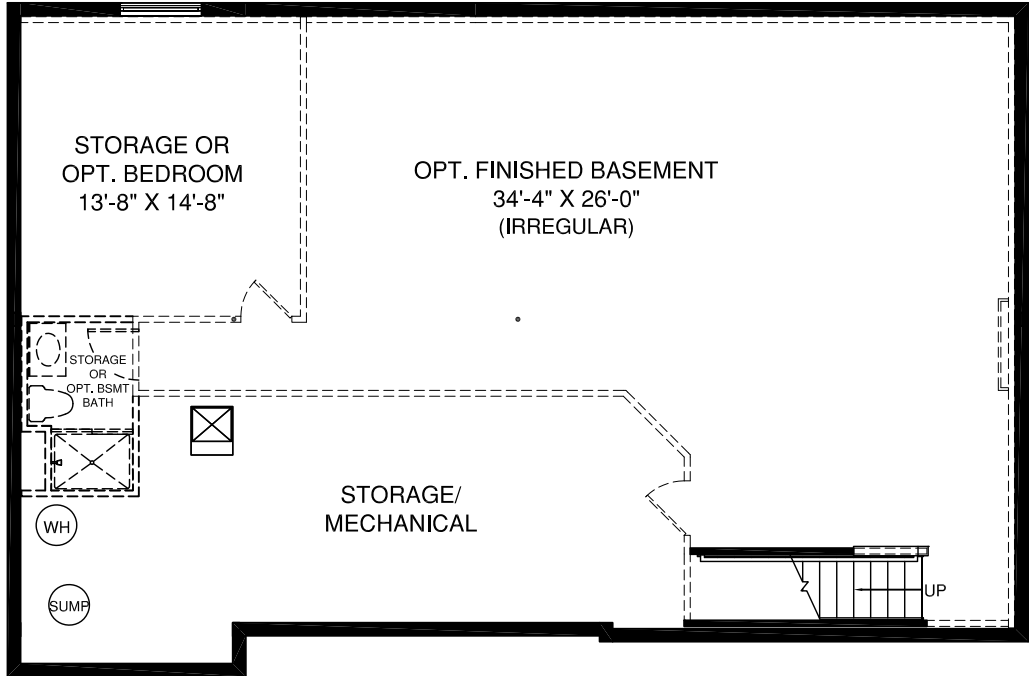 STORAGE OR
OPT. BEDROOM
13'-8" X 14'-8"
OPT. FINISHED BASEMENT
34'-4" X 26'-0"
(IRREGULAR)
STORAGE
OR
OPT. BSMT
BATH
STORAGE/
MECHANICAL
WH
SUMP
UP